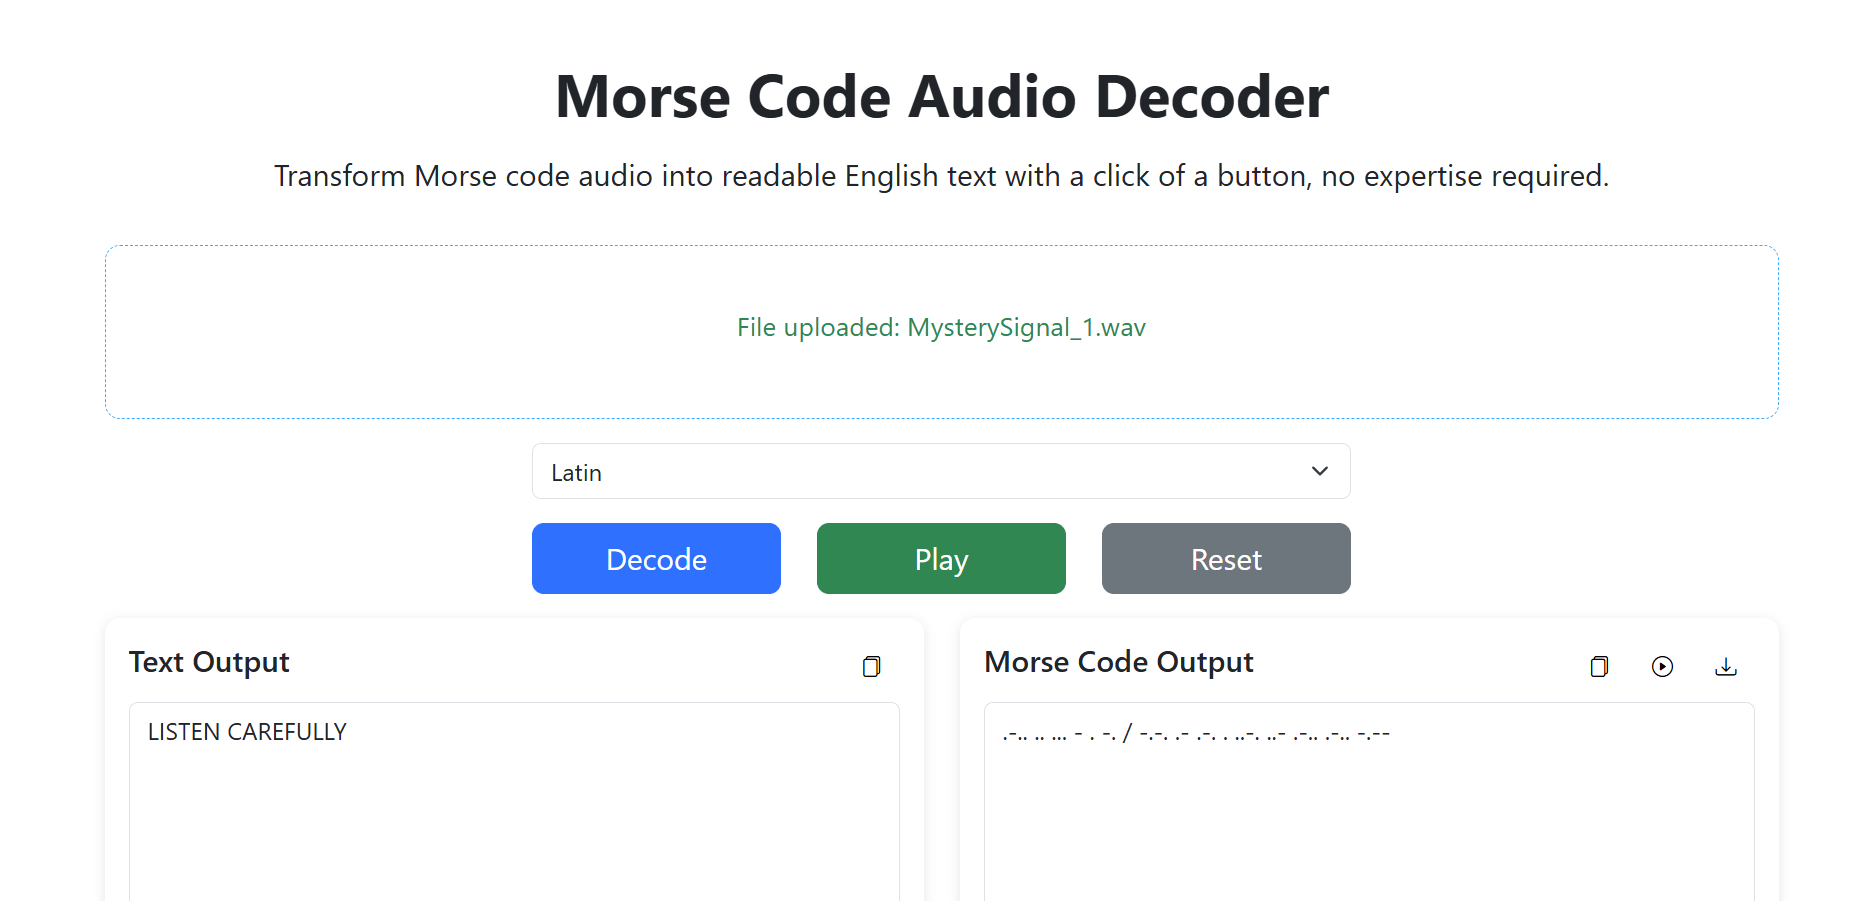 Morse Code Audio Decoder
Transform Morse code audio into readable English text with a click of a button, no expertise required.
File uploaded: MysterySignal_1.wav
Latin
Decode
Play
Reset
Text Output
LISTEN CAREFULLY
Morse Code Output
.-.. .. ... - . -. / -.-. .- .-. . ..-. ..- .-.. .-.. -.--